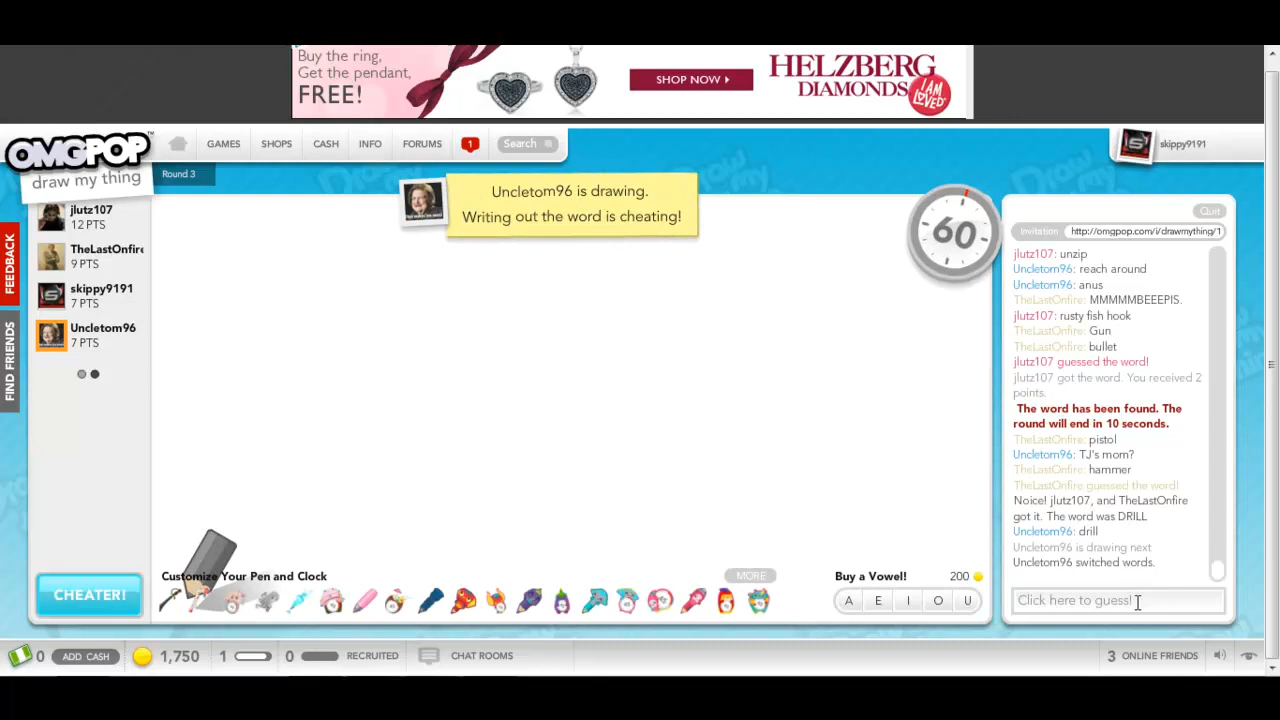 Buy the ring,
Get the pendant,
FREE!
SHOP NOW
HELZBERG
DIAMONDS
I AM
LOVED
OMGPOP
draw my thing
GAMES
SHOPS
CASH
INFO
FORUMS
1
Search
skippy9191
Round 3
Uncletom96 is drawing.
Writing out the word is cheating!
60
FEEDBACK
FIND FRIENDS
jlutz107
12 PTS
TheLastOnfire
9 PTS
skippy9191
7 PTS
Uncletom96
7 PTS
CHEATER!
Customize Your Pen and Clock
MORE
Buy a Vowel!
200
A E I O U
Quit
Invitation http://omgpop.com/i/drawmything/1
jlutz107: unzip
Uncletom96: reach around
Uncletom96: anus
TheLastOnfire: MMMMMBEEEPIS.
jlutz107: rusty fish hook
TheLastOnfire: Gun
TheLastOnfire: bullet
jlutz107 guessed the word!
jlutz107 got the word. You received 2
points.
The word has been found. The
round will end in 10 seconds.
TheLastOnfire: pistol
Uncletom96: TJ's mom?
TheLastOnfire: hammer
TheLastOnfire guessed the word!
Noice! jlutz107, and TheLastOnfire
got it. The word was DRILL
Uncletom96: drill
Uncletom96 is drawing next
Uncletom96 switched words.
Click here to guess!
0 ADD CASH
1,750
1
0 RECRUITED
CHAT ROOMS
3 ONLINE FRIENDS